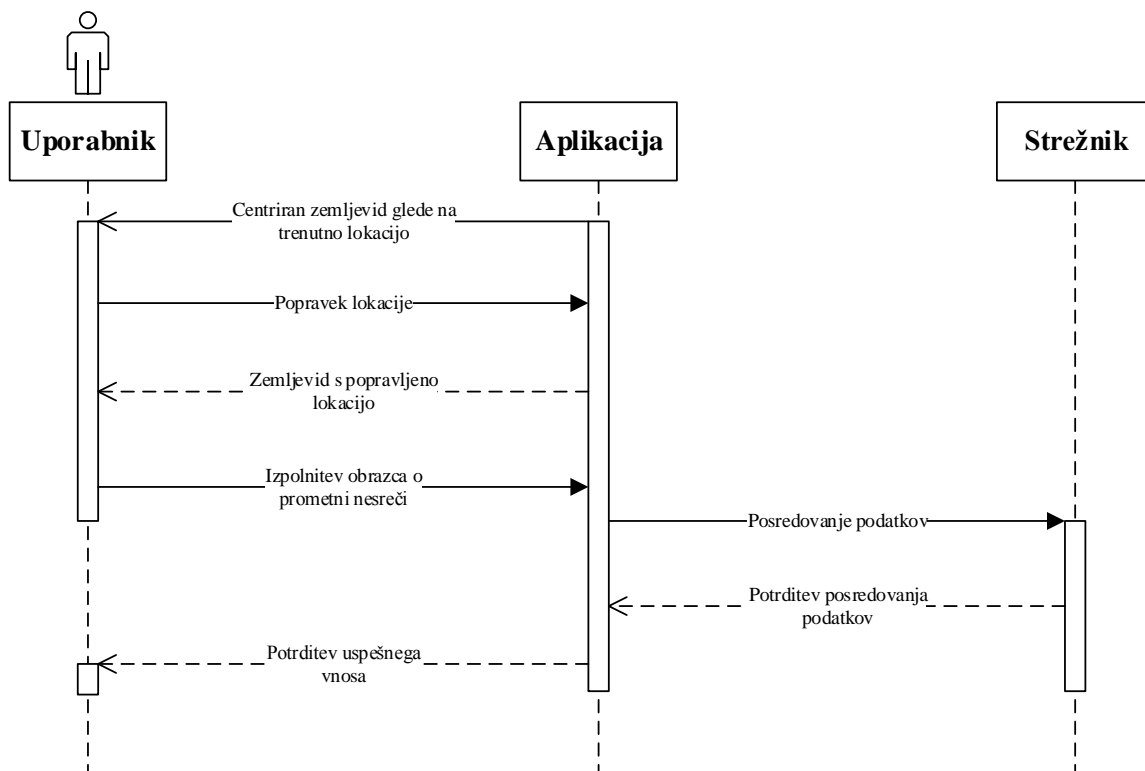 Uporabnik
Aplikacija
Strežnik
Centriran zemljevid glede na
trenutno lokacijo
Popravek lokacije
Zemljevid s popravljeno
lokacijo
Izpolnitev obrazca o
prometni nesreči
Posredovanje podatkov
Potrditev posredovanja
podatkov
Potrditev uspešnega
vnosa